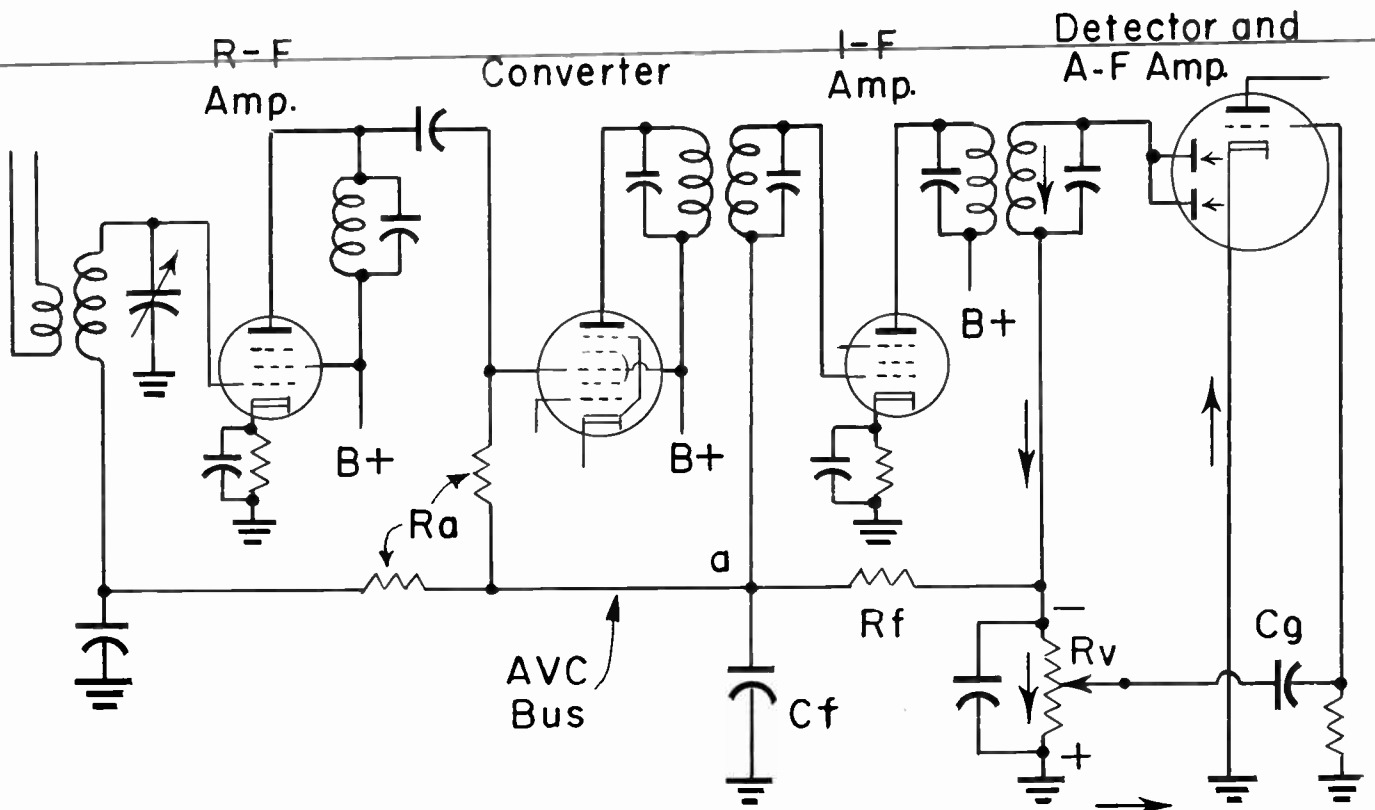 R-F
Amp.
Converter
I-F
Amp.
Detector and
A-F Amp.
B+
B+
B+
Ra
a
Rf
AVC
Bus
Cf
−
Rv
+
Cg